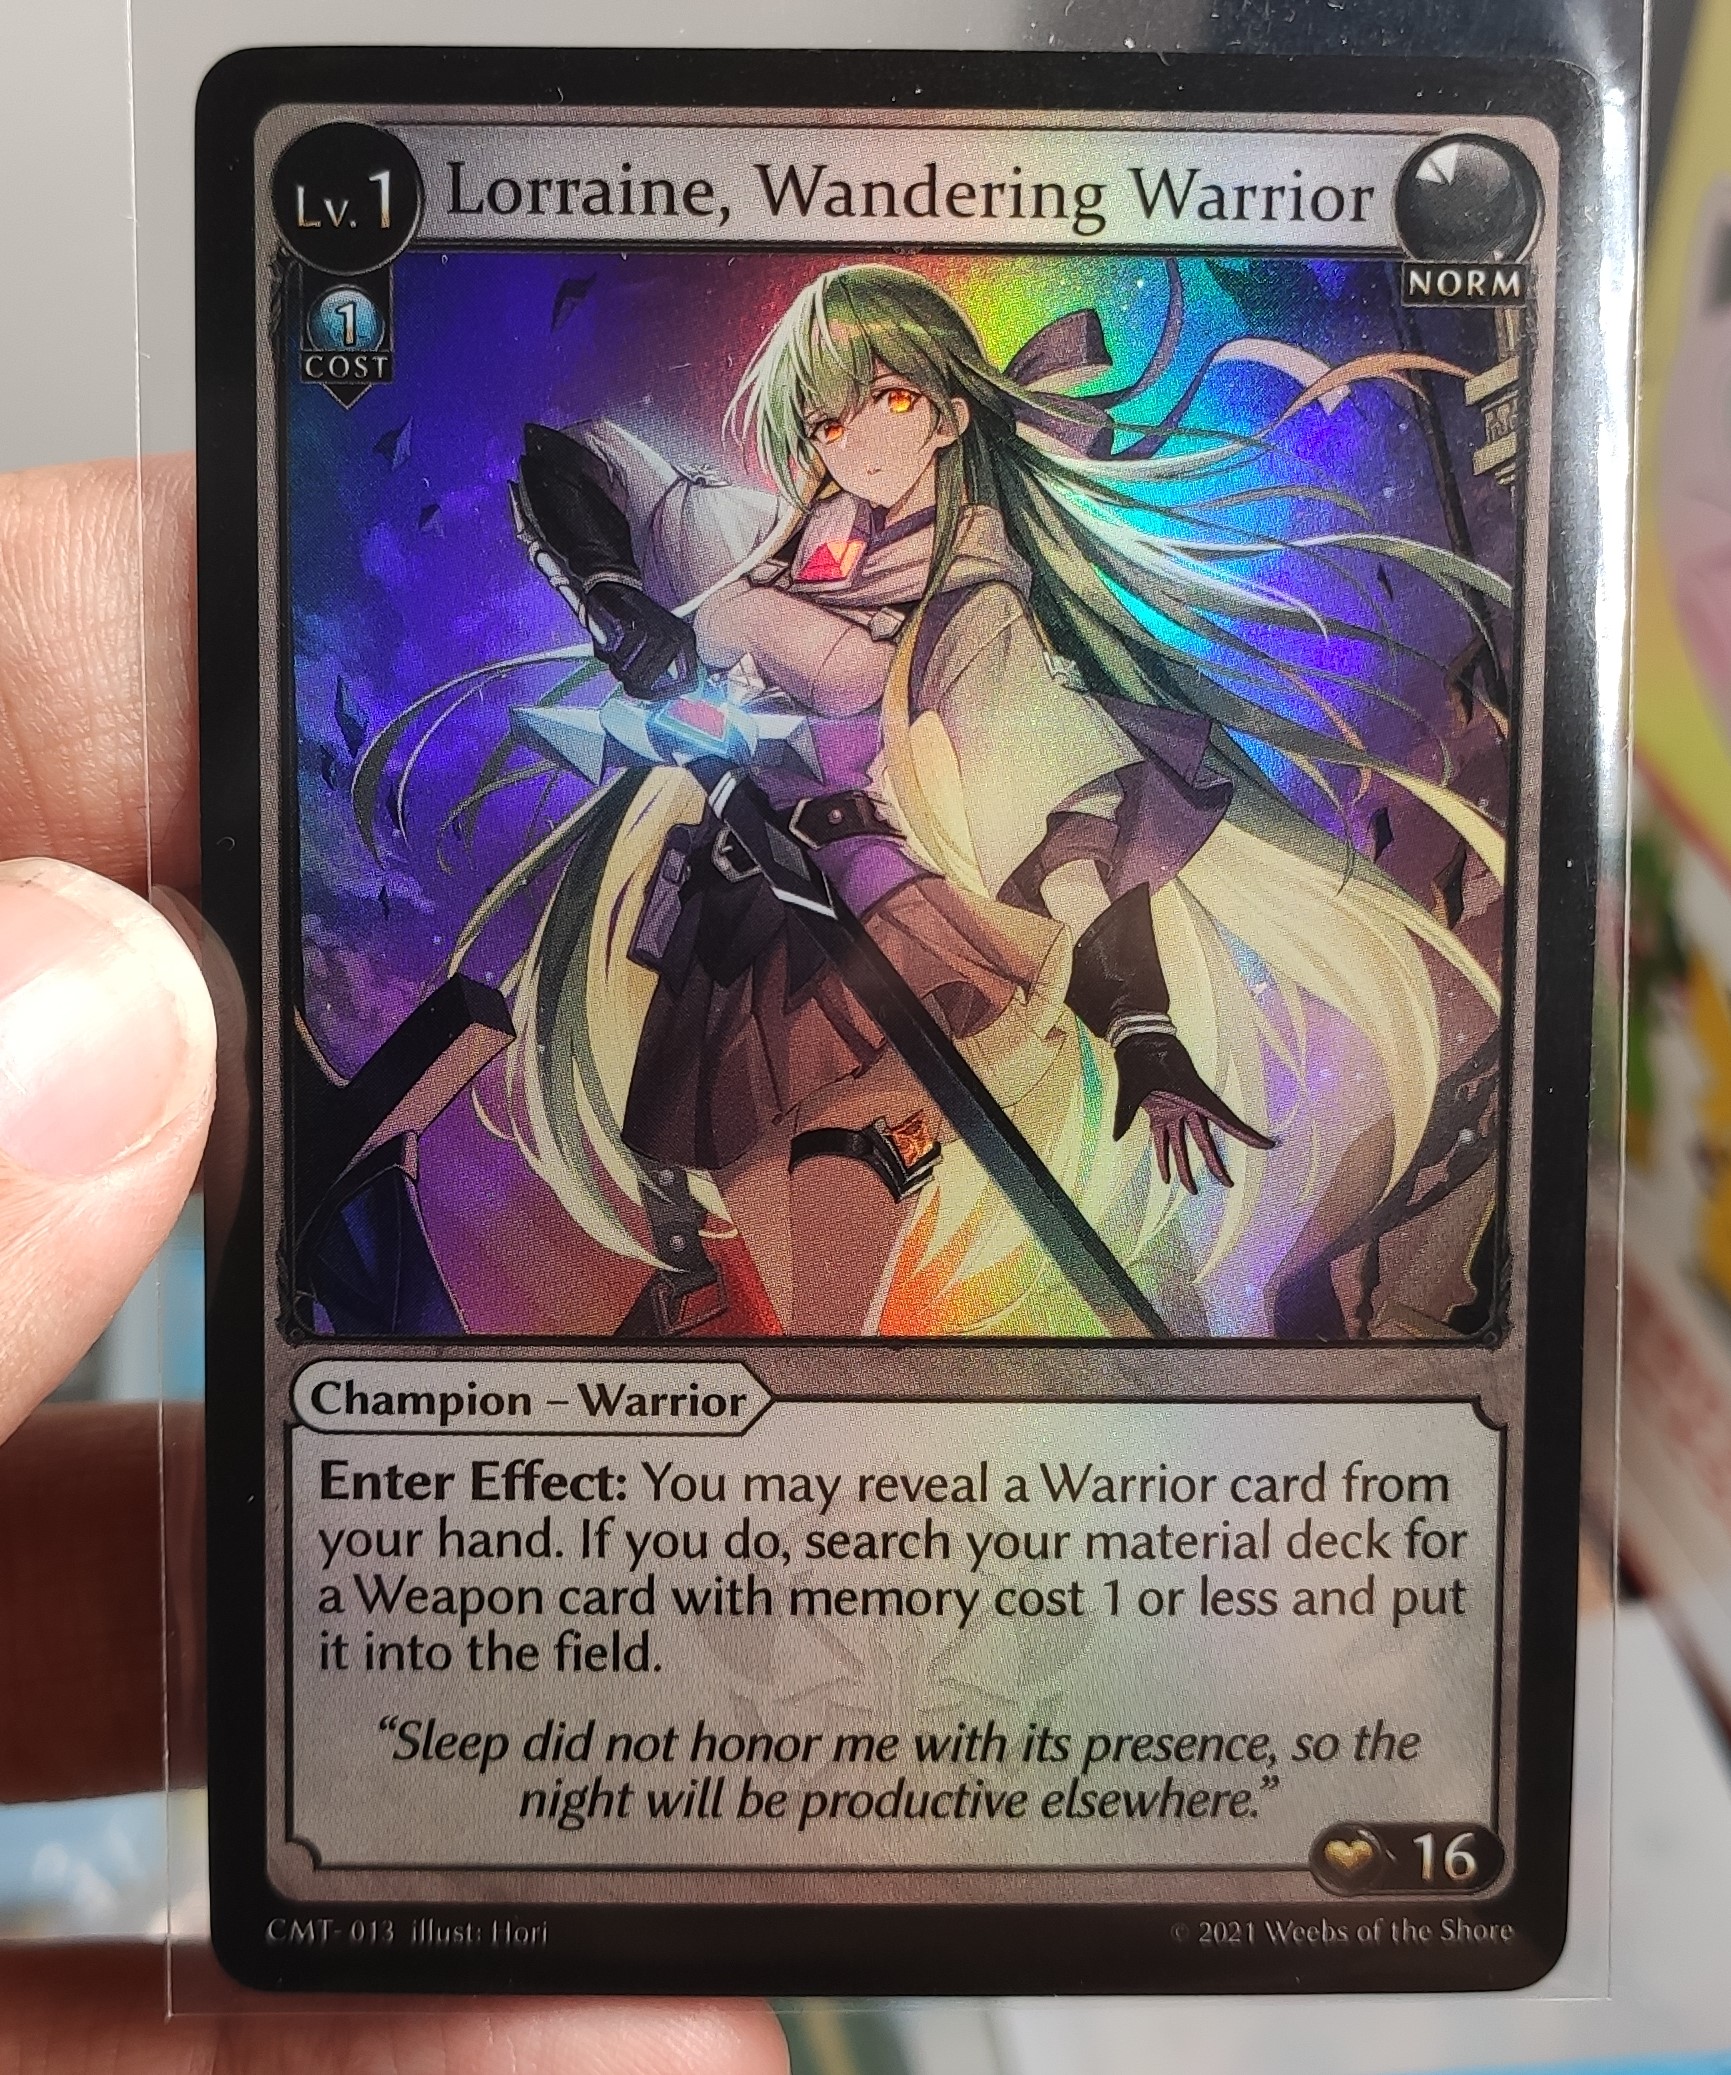 Lv. 1
Lorraine, Wandering Warrior
NORM
1
COST
Champion – Warrior
Enter Effect: You may reveal a Warrior card from
your hand. If you do, search your material deck for
a Weapon card with memory cost 1 or less and put
it into the field.
“Sleep did not honor me with its presence, so the
night will be productive elsewhere.”
16
CMT- 013 illust: Hori
© 2021 Weebs of the Shore